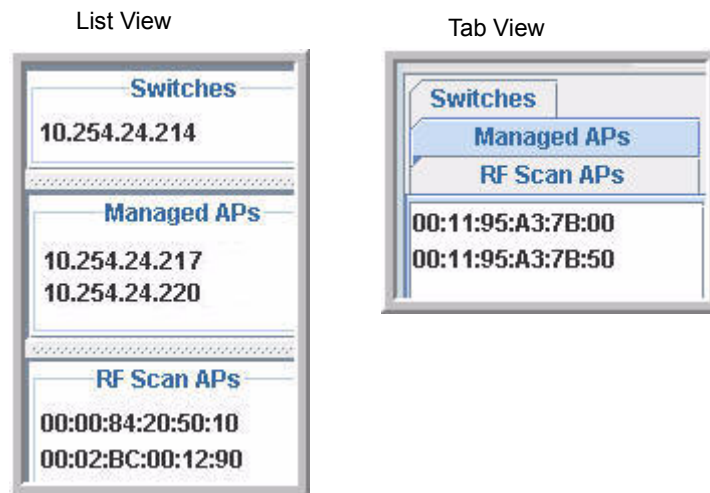 List View
Switches
10.254.24.214
Managed APs
10.254.24.217
10.254.24.220
RF Scan APs
00:00:84:20:50:10
00:02:BC:00:12:90
Tab View
Switches
Managed APs
RF Scan APs
00:11:95:A3:7B:00
00:11:95:A3:7B:50